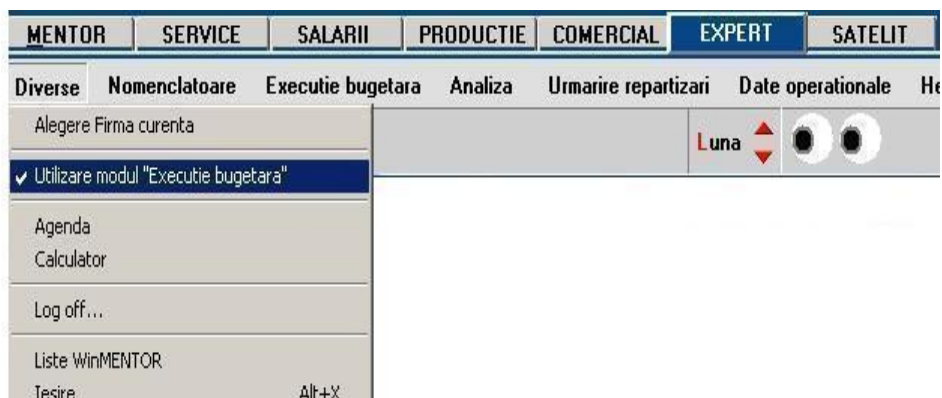 MENTOR SERVICE SALARII PRODUCTIE COMERCIAL EXPERT SATELIT
Diverse Nomenclatoare Executie bugetara Analiza Urmarire repartizari Date operationale He
Alegere Firma curenta
Luna
Utilizare modul "Executie bugetara"
Agenda
Calculator
Log off...
Liste WinMENTOR
Iesire Alt+X